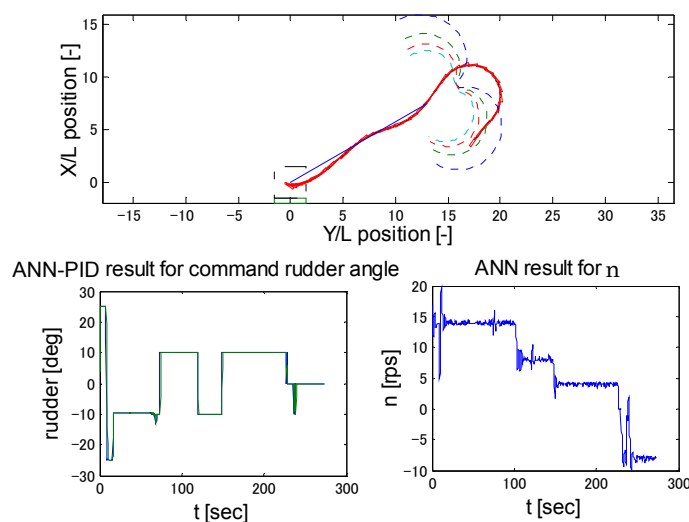 X/L position [-]
15
10
5
0
−15 −10 −5 0 5 10 15 20 25 30 35
Y/L position [-]
ANN-PID result for command rudder angle
rudder [deg]
30
20
10
0
−10
−20
−30
0 100 200 300
t [sec]
ANN result for n
n [rps]
20
15
10
5
0
−5
−10
0 100 200 300
t [sec]